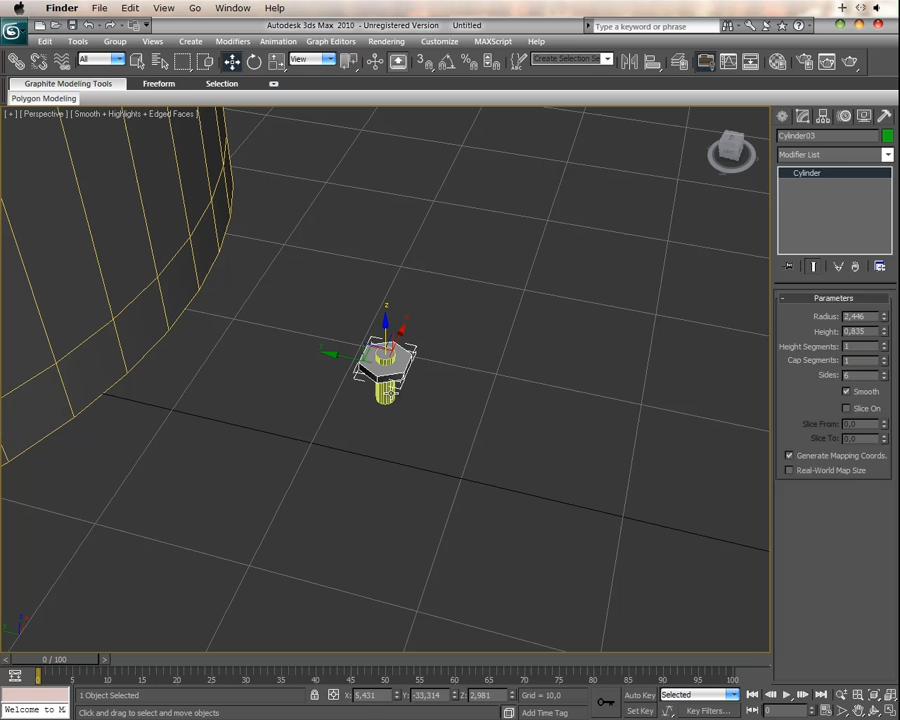 Finder File Edit View Go Window Help
Autodesk 3ds Max 2010 - Unregistered Version Untitled
Type a keyword or phrase
Edit Tools Group Views Create Modifiers Animation Graph Editors Rendering Customize MAXScript Help
All View Create Selection Se
Graphite Modeling Tools Freeform Selection
Polygon Modeling
[ + ] [ Perspective ] [ Smooth + Highlights + Edged Faces ]
Cylinder03
Modifier List
Cylinder
Parameters
Radius: 2,446
Height: 0,835
Height Segments: 1
Cap Segments: 1
Sides: 6
Smooth
Slice On
Slice From: 0,0
Slice To: 0,0
Generate Mapping Coords.
Real-World Map Size
z
0 / 100
0 5 10 15 20 25 30 35 40 45 50 55 60 65 70 75 80 85 90 95 100
1 Object Selected X: 5,431 Y: -33,314 Z: 2,981 Grid = 10,0 Auto Key Selected
Welcome to M Click and drag to select and move objects Add Time Tag Set Key Key Filters... 0